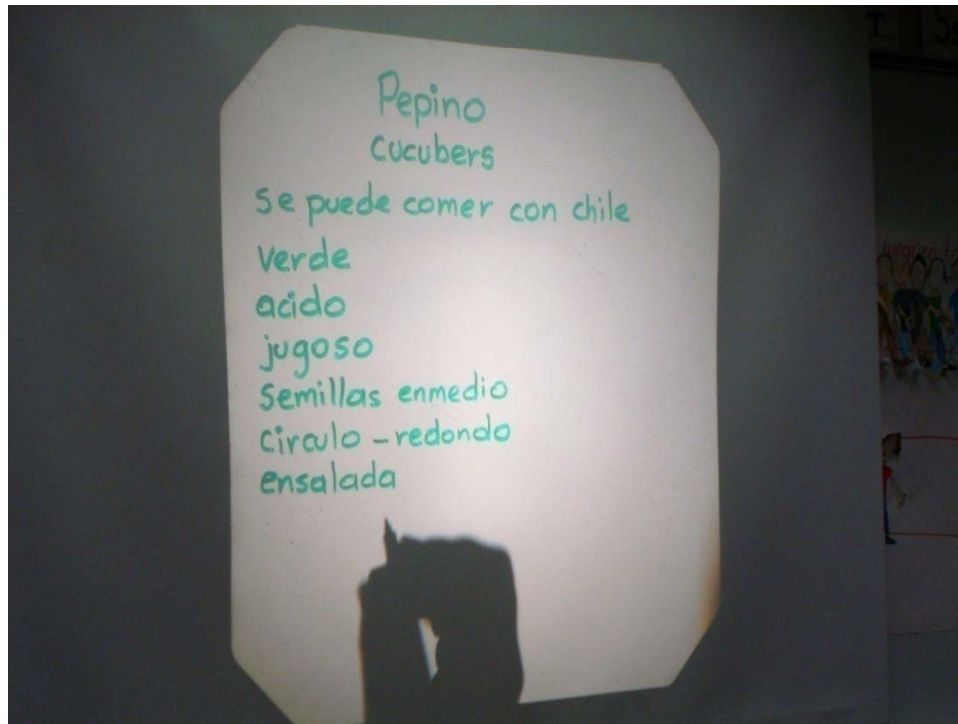 Pepino
Cucubers
se puede comer con chile
verde
acido
jugoso
Semillas enmedio
circulo - redondo
ensalada